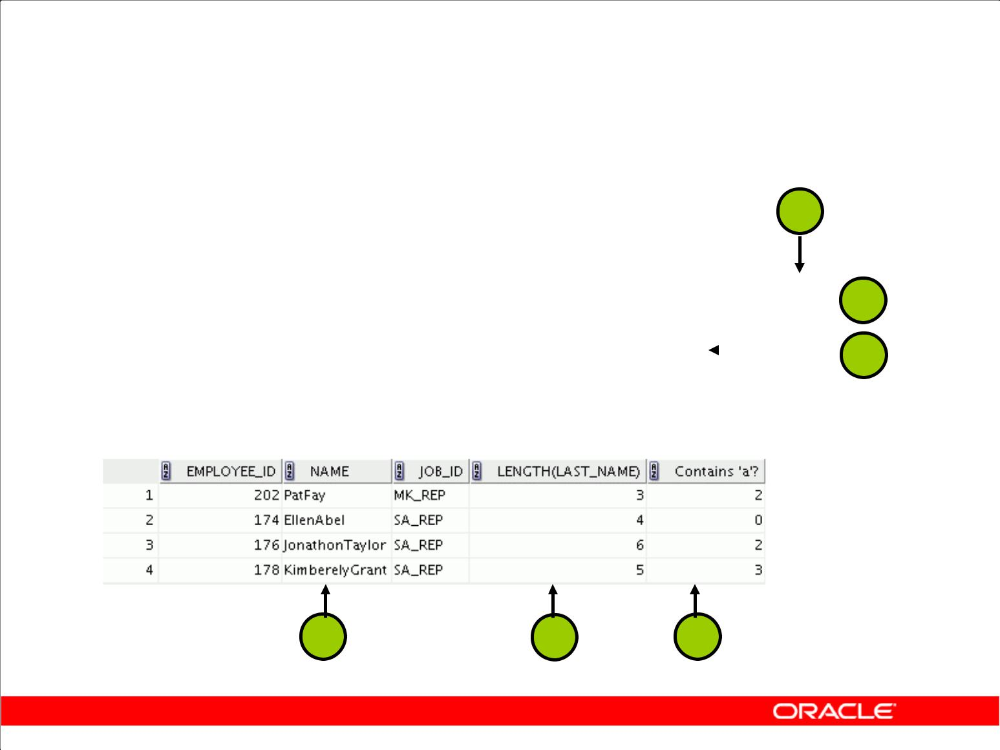 EMPLOYEE_ID NAME JOB_ID LENGTH(LAST_NAME) Contains 'a'?
1 202 PatFay MK_REP 3 2
2 174 EllenAbel SA_REP 4 0
3 176 JonathonTaylor SA_REP 6 2
4 178 KimberelyGrant SA_REP 5 3
ORACLE